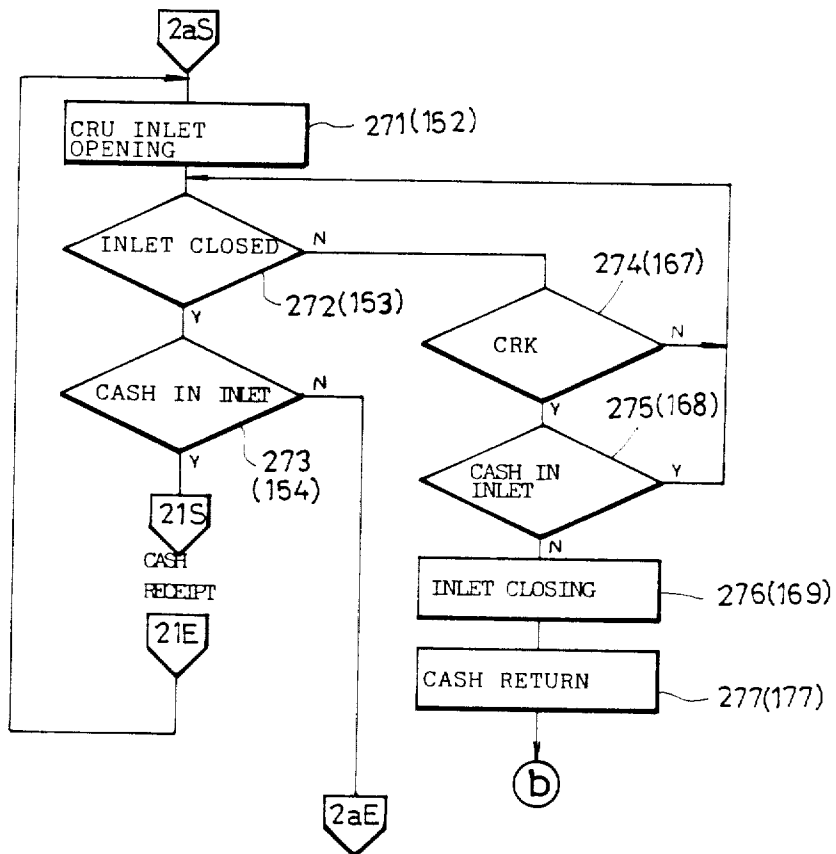 2aS
CRU INLET
OPENING
271(152)
INLET CLOSED
N
272(153)
Y
274(167)
CRK
N
Y
CASH IN INLET
N
273
(154)
Y
275(168)
CASH IN
INLET
Y
N
21S
CASH
RECEIPT
21E
INLET CLOSING
276(169)
CASH RETURN
277(177)
b
2aE